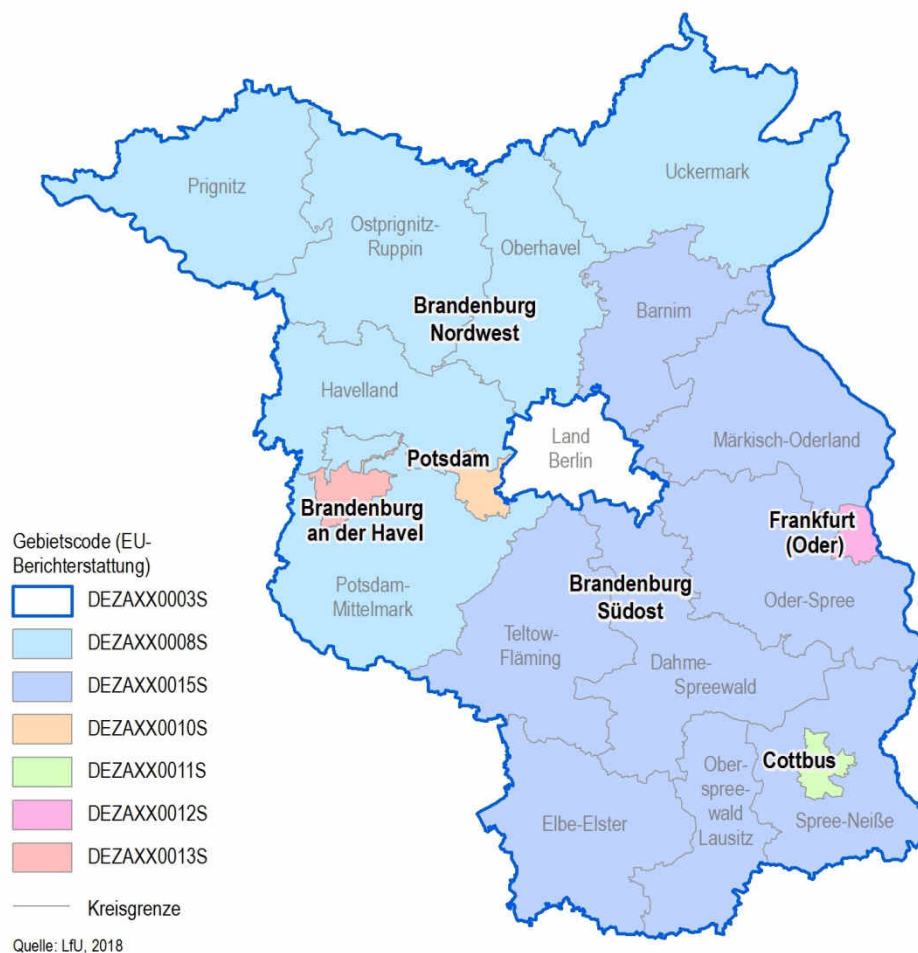 Prignitz
Ostprignitz-
Ruppin
Oberhavel
Uckermark
Brandenburg
Nordwest
Barnim
Havelland
Land
Berlin
Märkisch-Oderland
Potsdam
Brandenburg
an der Havel
Frankfurt
(Oder)
Potsdam-
Mittelmark
Brandenburg
Südost
Oder-Spree
Teltow-
Fläming
Dahme-
Spreewald
Cottbus
Ober-
spree-
wald
Lausitz
Elbe-Elster
Spree-Neiße
Gebietscode (EU-
Berichterstattung)
DEZAXX0003S
DEZAXX0008S
DEZAXX0015S
DEZAXX0010S
DEZAXX0011S
DEZAXX0012S
DEZAXX0013S
Kreisgrenze
Quelle: LfU, 2018